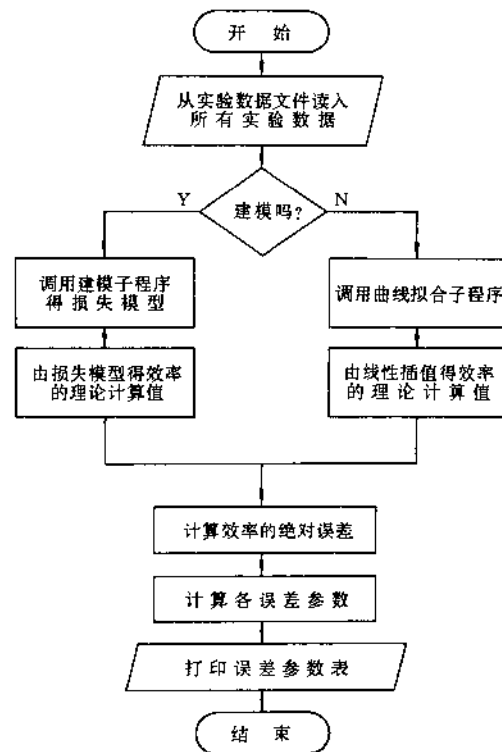 开始
从实验数据文件读入
所有实验数据
建模吗?
Y
N
调用建模子程序
得损失模型
调用曲线拟合子程序
由损失模型得效率
的理论计算值
由线性插值得效率
的理论计算值
计算效率的绝对误差
计算各误差参数
打印误差参数表
结束